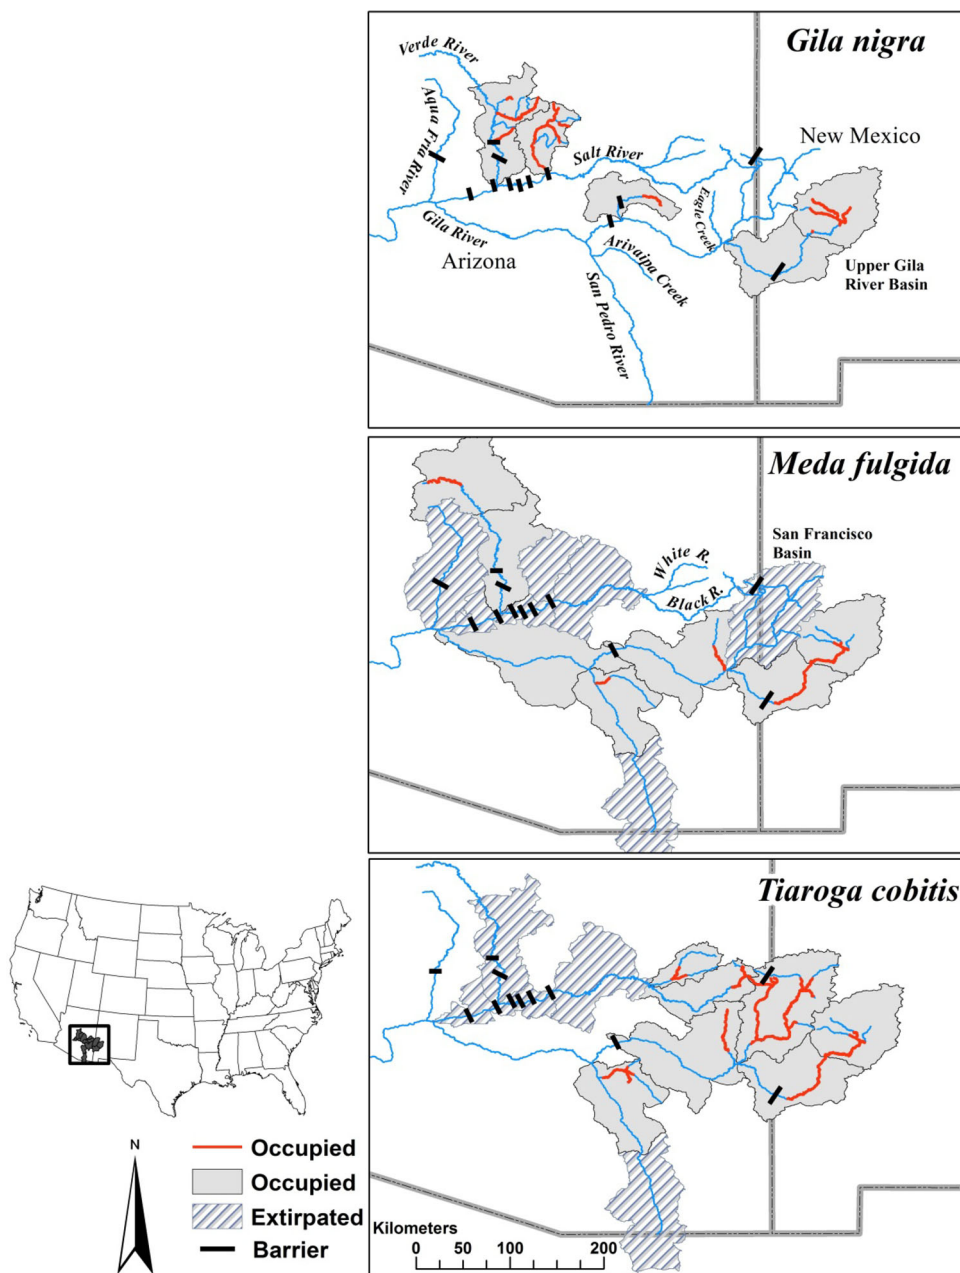 Gila nigra
Verde River
Aqua Fria River
Salt River
New Mexico
Eagle Creek
Gila River
Arizona
Arivaipa Creek
San Pedro River
Upper Gila
River Basin
Meda fulgida
San Francisco
Basin
White R.
Black R.
Tiaroga cobitis
N
Occupied
Occupied
Extirpated
Barrier
Kilometers
0 50 100 200